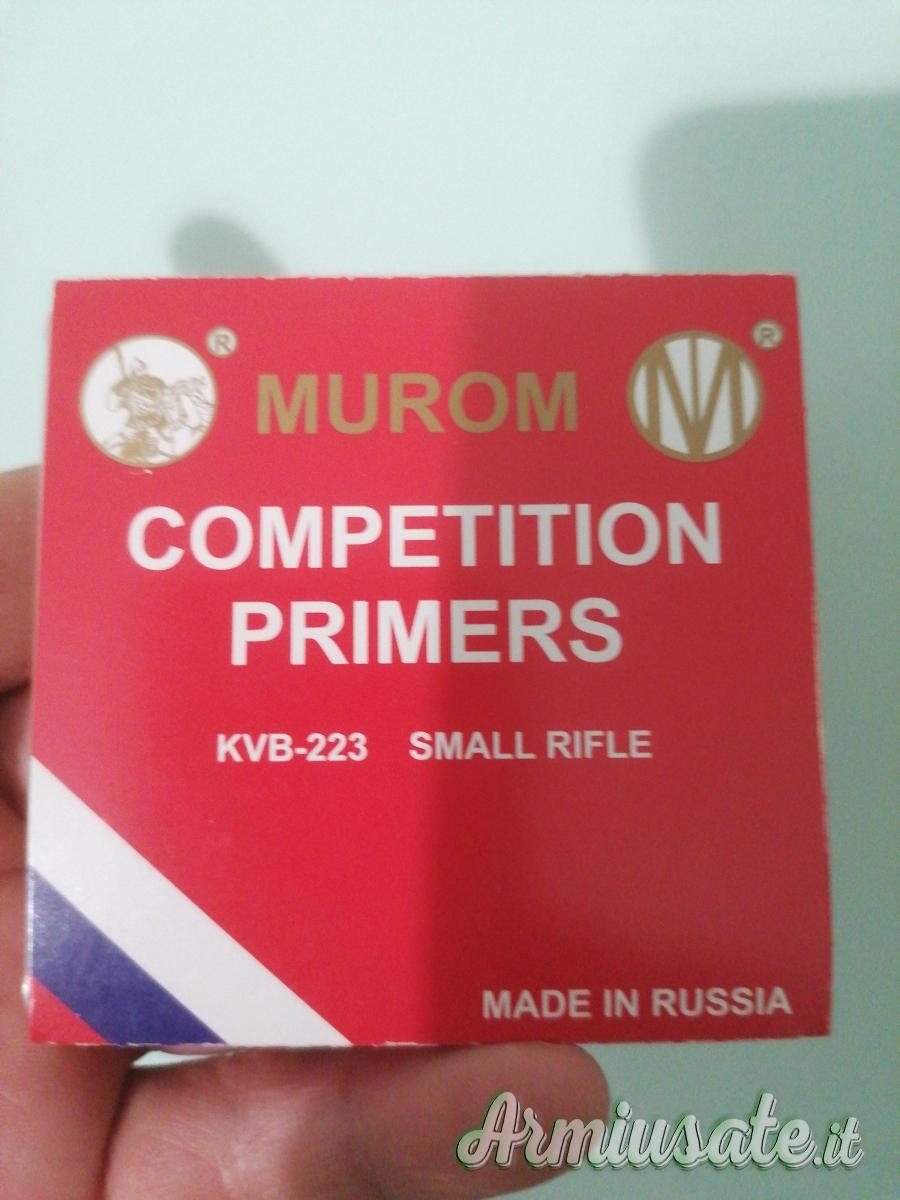 ®
®
MUROM
M
COMPETITION
PRIMERS
KVB-223 SMALL RIFLE
MADE IN RUSSIA
Armiusate.it